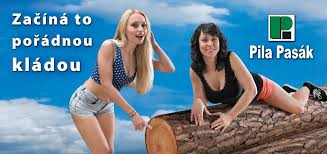 Začíná to
pořádnou
kládou
P
Pila Pasák